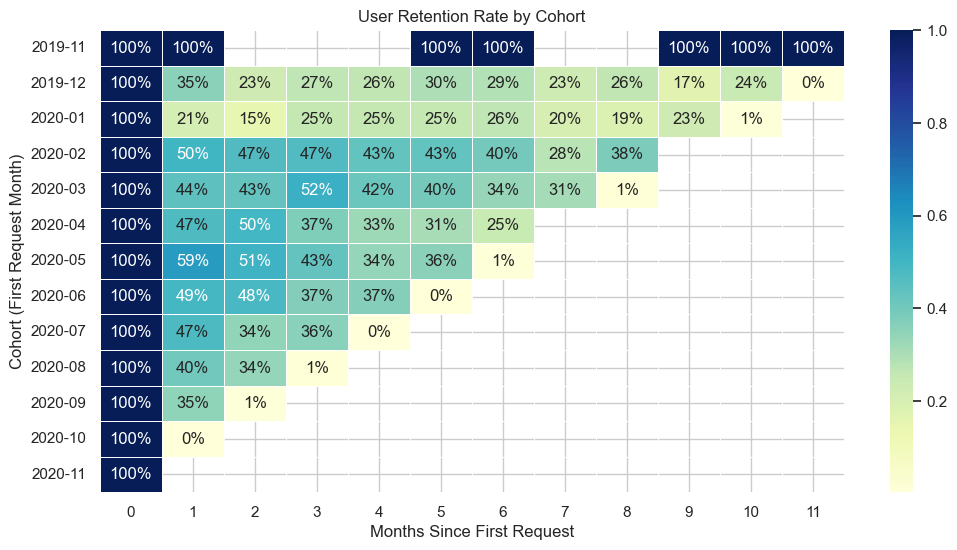 User Retention Rate by Cohort
2019-11 100% 100% 100% 100% 100% 100% 100%
2019-12 100% 35% 23% 27% 26% 30% 29% 23% 26% 17% 24% 0%
2020-01 100% 21% 15% 25% 25% 25% 26% 20% 19% 23% 1%
2020-02 100% 50% 47% 47% 43% 43% 40% 28% 38%
2020-03 100% 44% 43% 52% 42% 40% 34% 31% 1%
2020-04 100% 47% 50% 37% 33% 31% 25%
2020-05 100% 59% 51% 43% 34% 36% 1%
2020-06 100% 49% 48% 37% 37% 0%
2020-07 100% 47% 34% 36% 0%
2020-08 100% 40% 34% 1%
2020-09 100% 35% 1%
2020-10 100% 0%
2020-11 100%
0 1 2 3 4 5 6 7 8 9 10 11
Months Since First Request
Cohort (First Request Month)
1.0
0.8
0.6
0.4
0.2